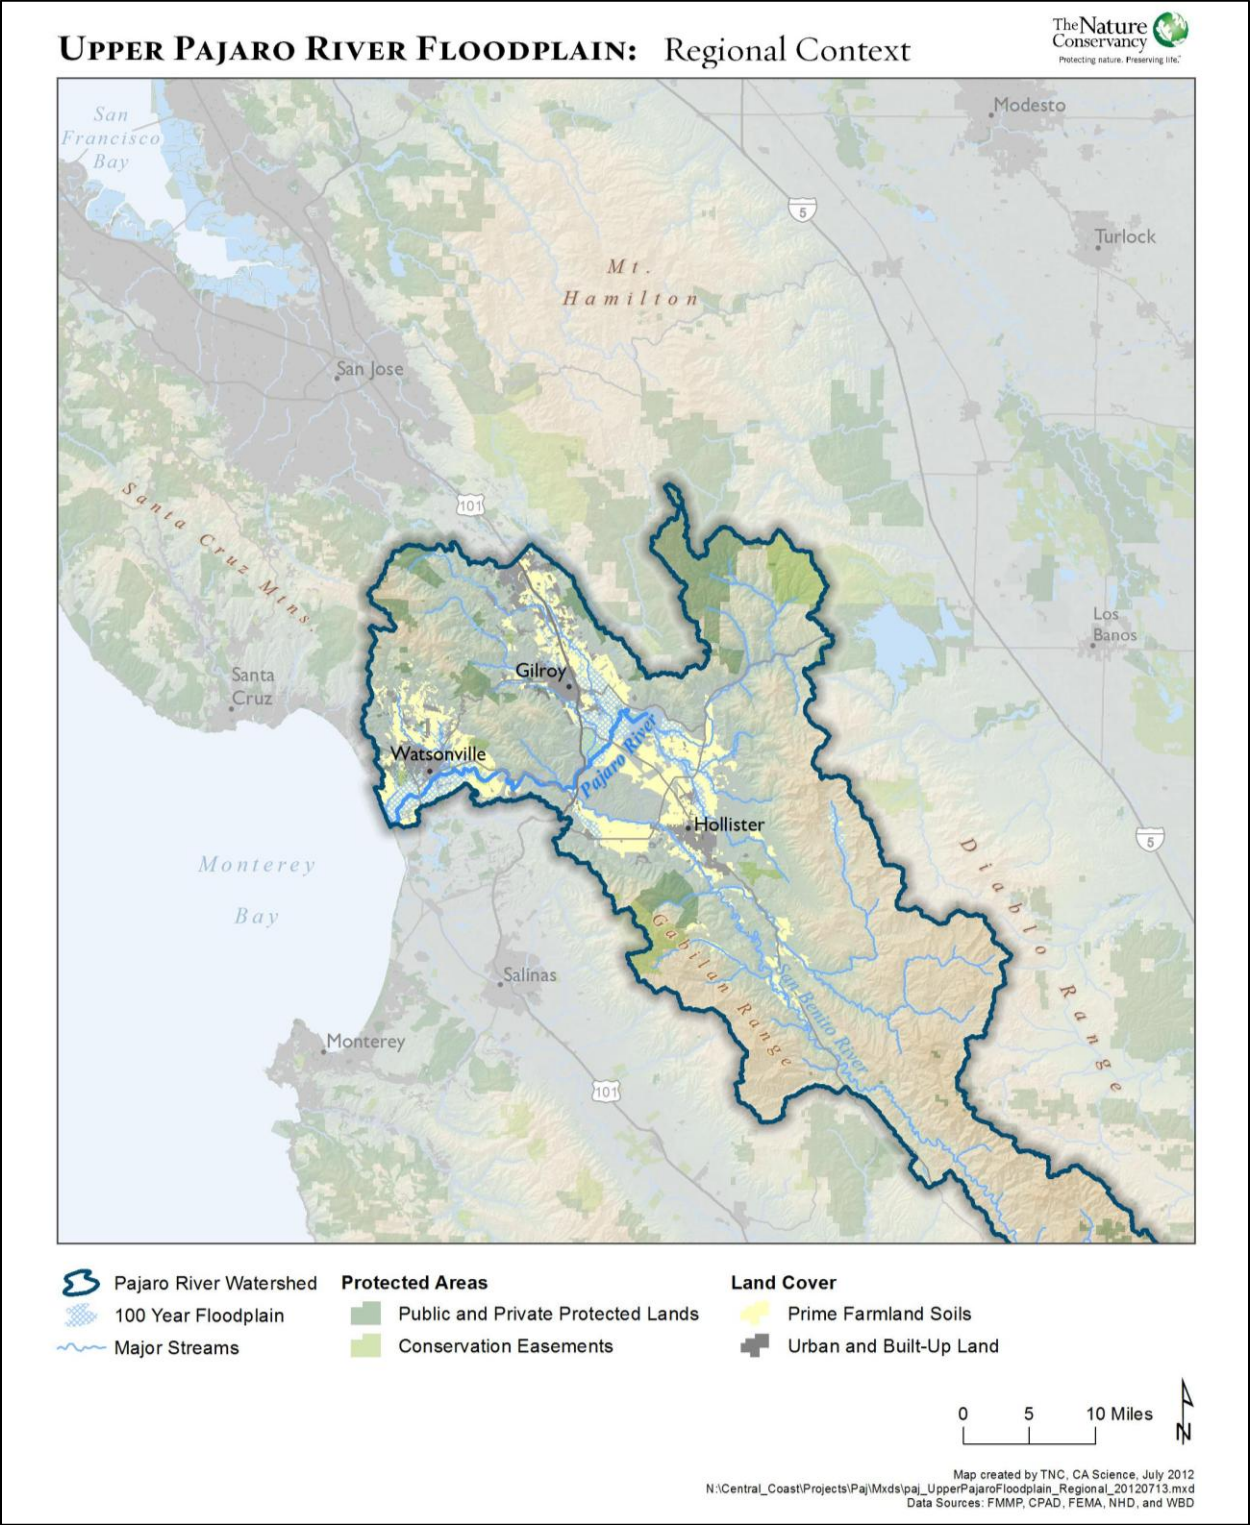 UPPER PAJARO RIVER FLOODPLAIN: Regional Context
The Nature
Conservancy
Protecting nature. Preserving life.™
San
Francisco
Bay
Modesto
5
Turlock
Mt.
Hamilton
San Jose
101
Santa Cruz Mtns.
Los
Banos
Santa
Cruz
Gilroy
Pajaro River
Watsonville
Hollister
5
Monterey
Bay
Diablo Range
Gabilan Range
San Benito River
Salinas
Monterey
101
Pajaro River Watershed
100 Year Floodplain
Major Streams
Protected Areas
Public and Private Protected Lands
Conservation Easements
Land Cover
Prime Farmland Soils
Urban and Built-Up Land
0 5 10 Miles
N
Map created by TNC, CA Science, July 2012
N:\Central_Coast\Projects\Paj\Mxds\paj_UpperPajaroFloodplain_Regional_20120713.mxd
Data Sources: FMMP, CPAD, FEMA, NHD, and WBD